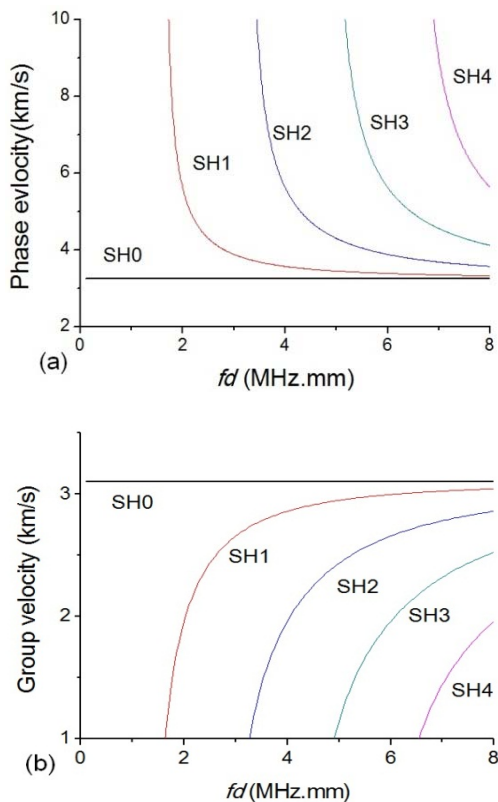 10
8
6
4
2
Phase evlocity(km/s)
SH0
SH1
SH2
SH3
SH4
2
4
6
8
fd (MHz.mm)
(a)
3
2
1
Group velocity (km/s)
SH0
SH1
SH2
SH3
SH4
2
4
6
8
fd (MHz.mm)
(b)